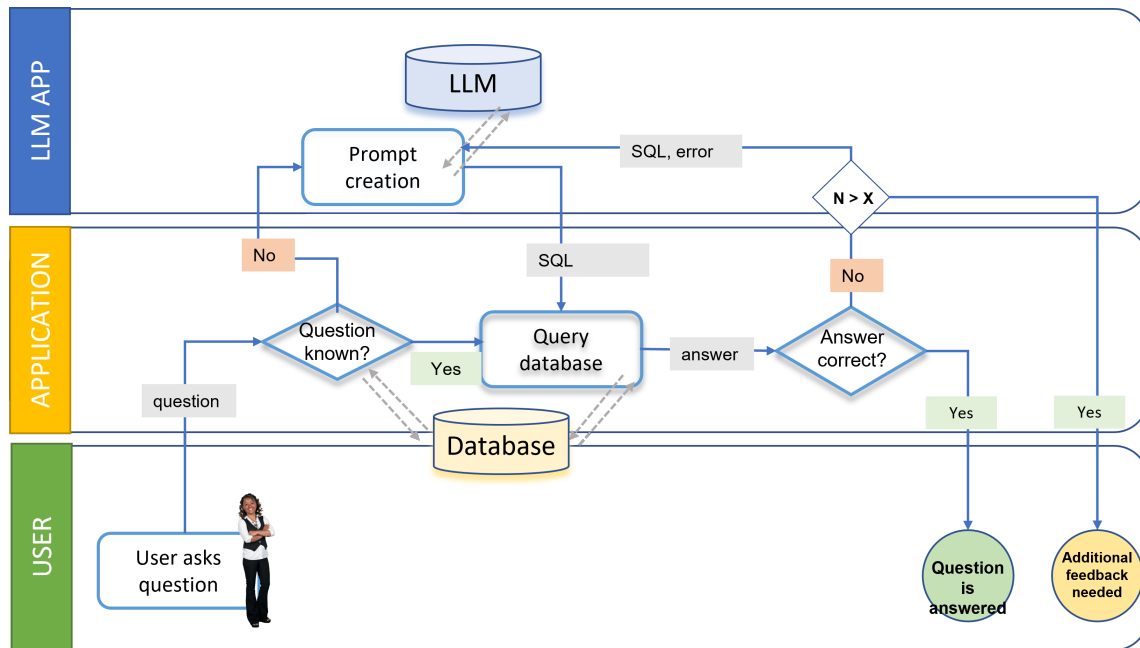 LLM APP
LLM
Prompt
creation
SQL, error
N > X
APPLICATION
No
SQL
No
Question
known?
Query
database
Answer
correct?
Yes
answer
question
Yes
Yes
Database
USER
User asks
question
Question
is
answered
Additional
feedback
needed